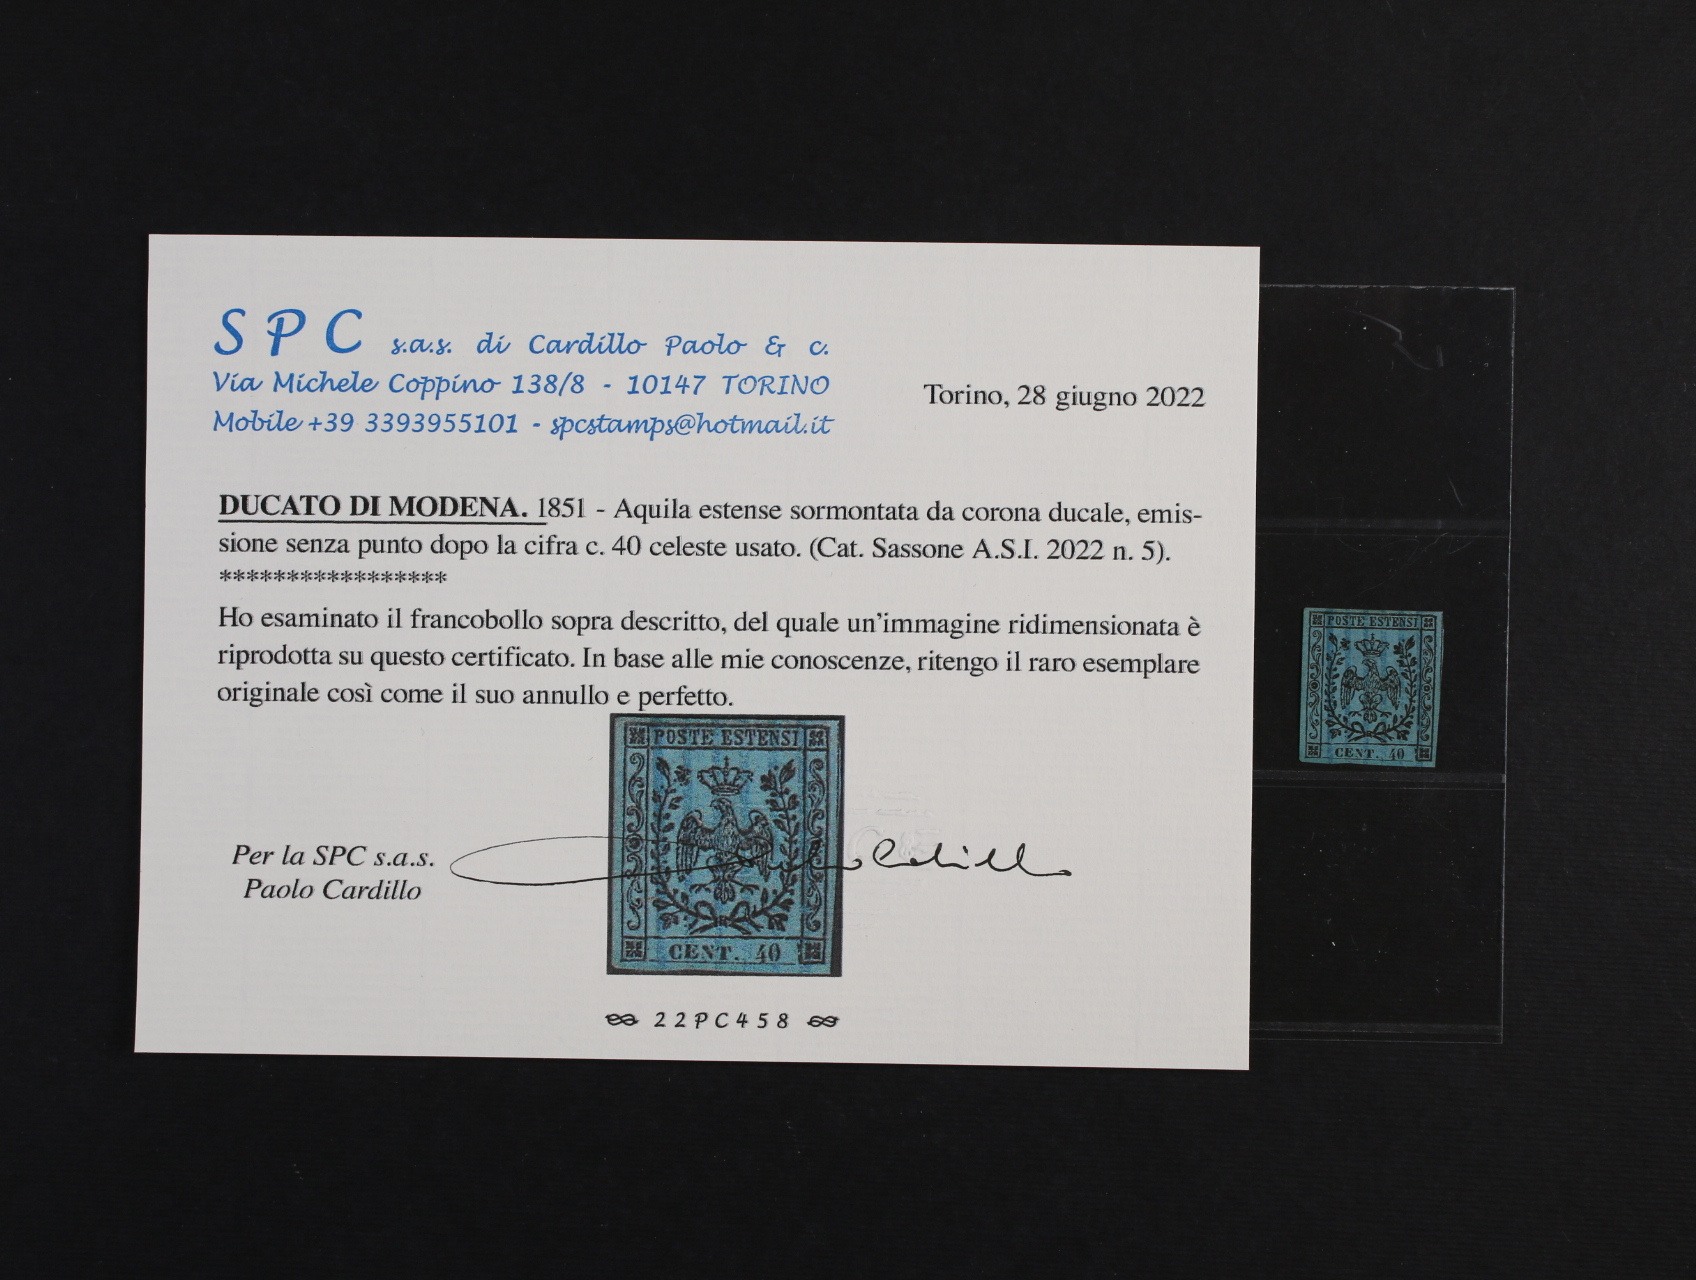 SPC s.a.s. di Cardillo Paolo & c.
Via Michele Coppino 138/8 - 10147 TORINO
Mobile +39 3393955101 - spcstamps@hotmail.it
Torino, 28 giugno 2022
DUCATO DI MODENA. 1851 - Aquila estense sormontata da corona ducale, emis-
sione senza punto dopo la cifra c. 40 celeste usato. (Cat. Sassone A.S.I. 2022 n. 5).
*****************
Ho esaminato il francobollo sopra descritto, del quale un'immagine ridimensionata è
riprodotta su questo certificato. In base alle mie conoscenze, ritengo il raro esemplare
originale così come il suo annullo e perfetto.
POSTE ESTENSI
CENT. 40
Per la SPC s.a.s.
Paolo Cardillo
22PC458
POSTE ESTENSI
CENT. 40